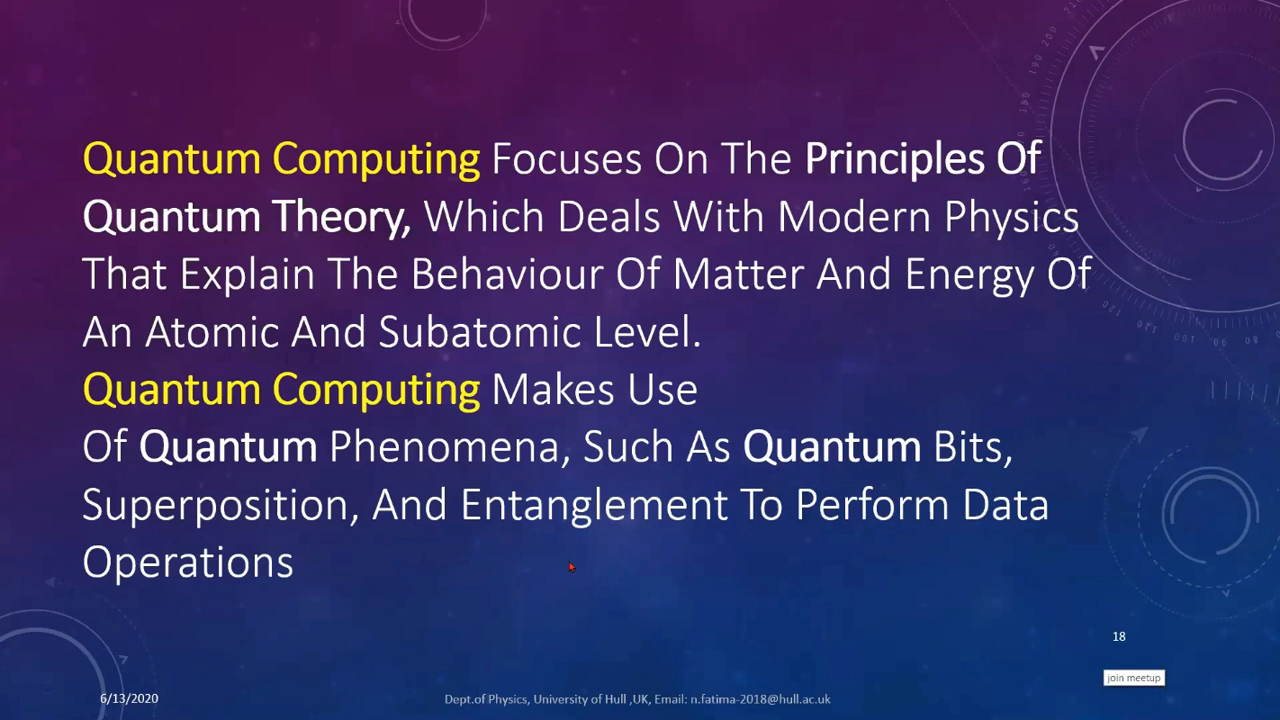 Quantum Computing Focuses On The Principles Of
Quantum Theory, Which Deals With Modern Physics
That Explain The Behaviour Of Matter And Energy Of
An Atomic And Subatomic Level.
Quantum Computing Makes Use
Of Quantum Phenomena, Such As Quantum Bits,
Superposition, And Entanglement To Perform Data
Operations
18
join meetup
6/13/2020
Dept.of Physics, University of Hull ,UK, Email: n.fatima-2018@hull.ac.uk